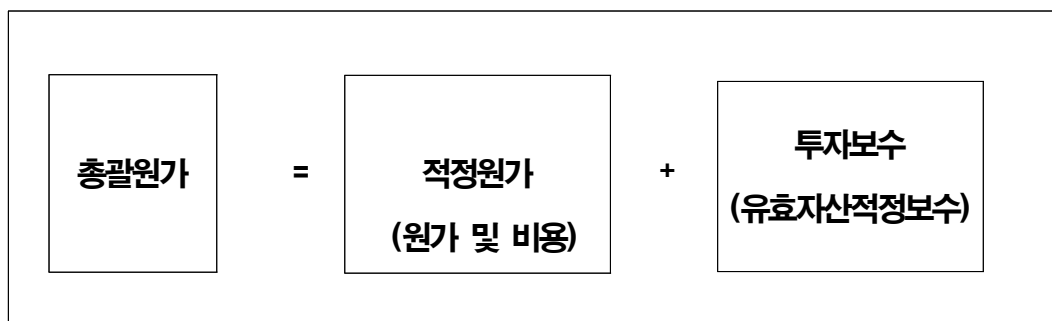 총괄원가 = 적정원가 + 투자보수
(원가 및 비용) (유효자산적정보수)